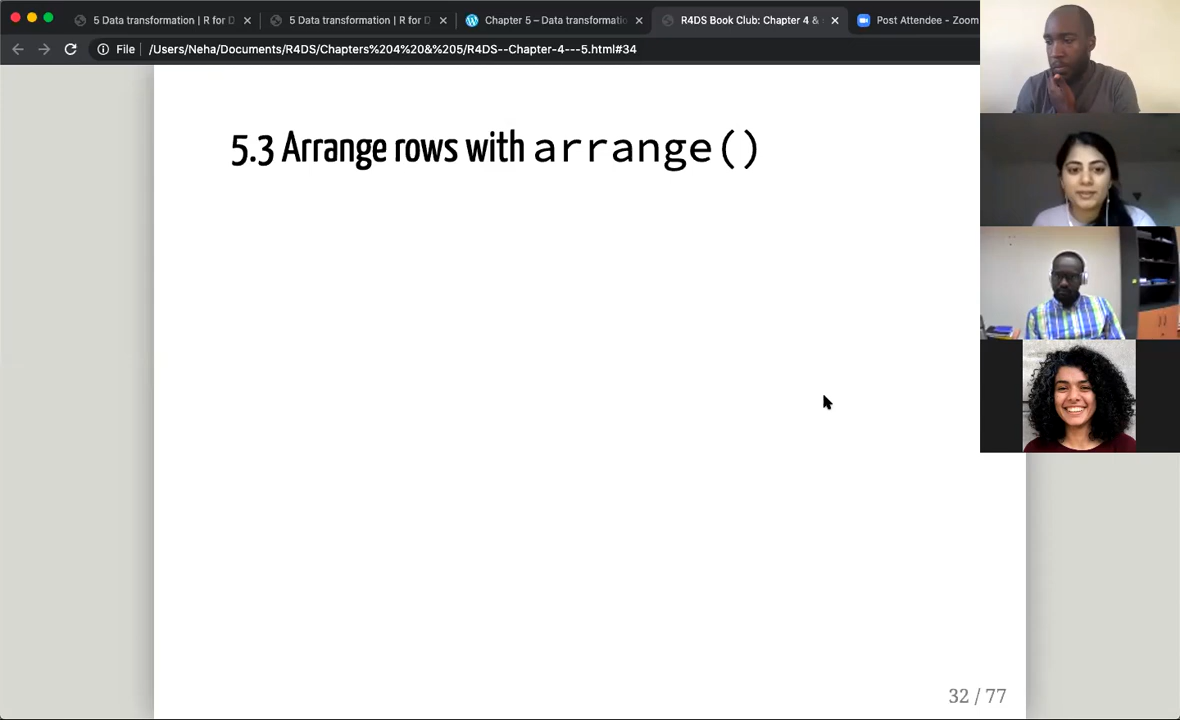 5 Data transformation | R for D
5 Data transformation | R for D
Chapter 5 – Data transformatio
R4DS Book Club: Chapter 4 &
Post Attendee - Zoom
File
/Users/Neha/Documents/R4DS/Chapters%204%20&%205/R4DS--Chapter-4---5.html#34
5.3 Arrange rows with arrange()
32 / 77